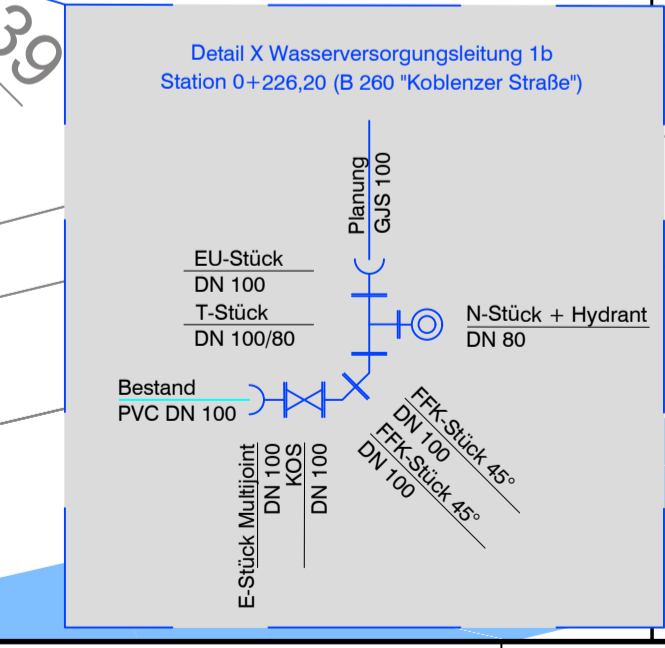 39
Detail X Wasserversorgungsleitung 1b
Station 0+226,20 (B 260 "Koblenzer Straße")
Planung
GJS 100
EU-Stück
DN 100
T-Stück
DN 100/80
N-Stück + Hydrant
DN 80
Bestand
PVC DN 100
FFK-Stück 45°
DN 100
FFK-Stück 45°
DN 100
E-Stück Multijoint
DN 100
KOS
DN 100